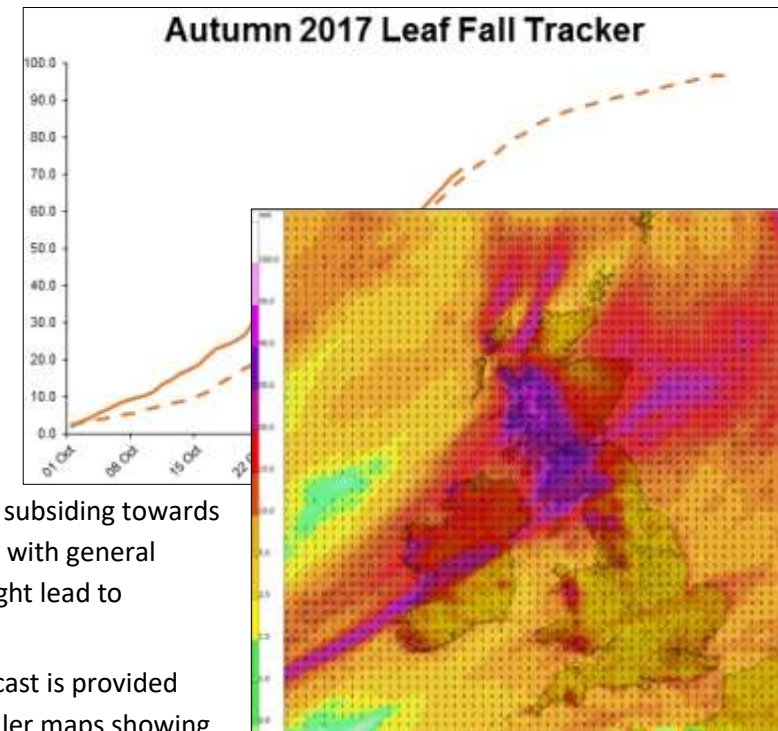 Autumn 2017 Leaf Fall Tracker
100.0
90.0
80.0
70.0
60.0
50.0
40.0
30.0
20.0
10.0
0.0
01 Oct
08 Oct
15 Oct
22
subsiding towards
with general
ght lead to
cast is provided
ler maps showing